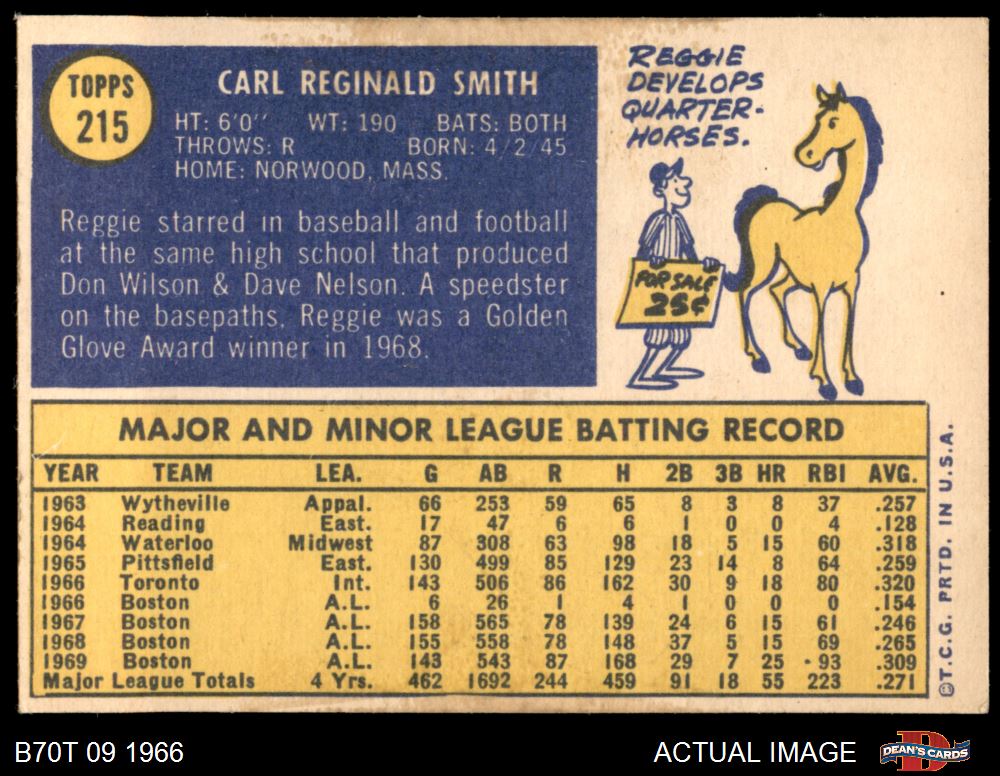 TOPPS
215
CARL REGINALD SMITH
HT: 6'0" WT: 190 BATS: BOTH
THROWS: R BORN: 4/2/45
HOME: NORWOOD, MASS.
Reggie starred in baseball and football
at the same high school that produced
Don Wilson & Dave Nelson. A speedster
on the basepaths, Reggie was a Golden
Glove Award winner in 1968.
REGGIE
DEVELOPS
QUARTER-
HORSES.
FOR SALE
25¢
MAJOR AND MINOR LEAGUE BATTING RECORD
YEAR TEAM LEA. G AB R H 2B 3B HR RBI AVG.
1963 Wytheville Appal. 66 253 59 65 8 3 8 37 .257
1964 Reading East. 17 47 6 6 1 0 0 4 .128
1964 Waterloo Midwest 87 308 63 98 18 5 15 60 .318
1965 Pittsfield East. 130 499 85 129 23 14 8 64 .259
1966 Toronto Int. 143 506 86 162 30 9 18 80 .320
1966 Boston A.L. 6 26 1 4 1 0 0 0 .154
1967 Boston A.L. 158 565 78 139 24 6 15 61 .246
1968 Boston A.L. 155 558 78 148 37 5 15 69 .265
1969 Boston A.L. 143 543 87 168 29 7 25 93 .309
Major League Totals 4 Yrs. 462 1692 244 459 91 18 55 223 .271
©T.C.G. PRTD. IN U.S.A.
B70T 09 1966
ACTUAL IMAGE
D
DEAN'S CARDS